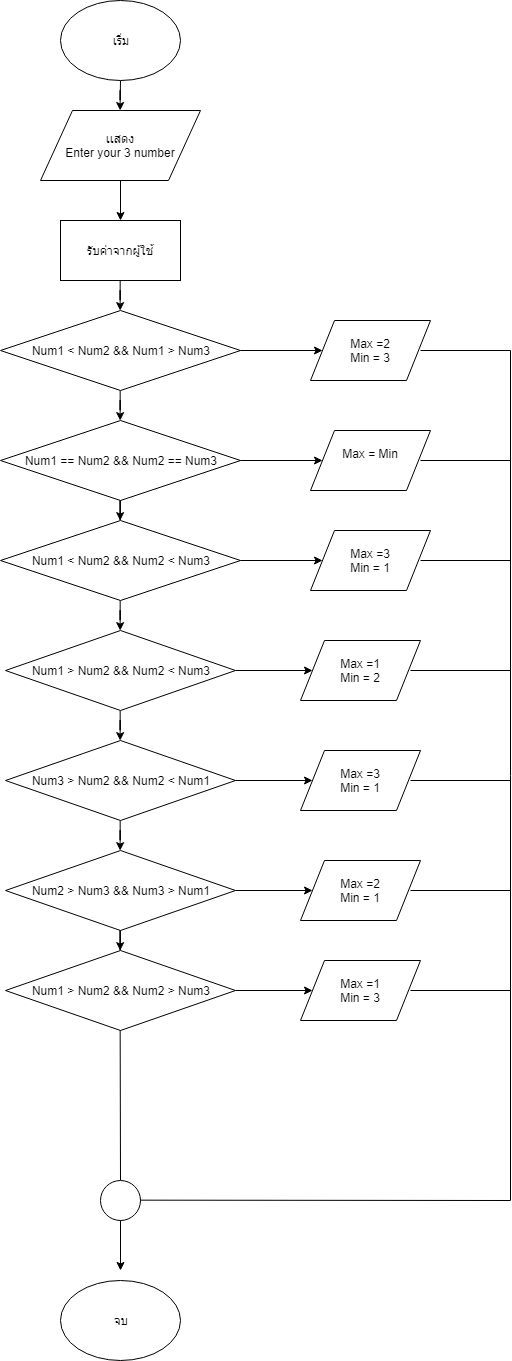 เริ่ม
แสดง
Enter your 3 number
รับค่าจากผู้ใช้
Num1 < Num2 && Num1 > Num3
Max =2
Min = 3
Num1 == Num2 && Num2 == Num3
Max = Min
Num1 < Num2 && Num2 < Num3
Max =3
Min = 1
Num1 > Num2 && Num2 < Num3
Max =1
Min = 2
Num3 > Num2 && Num2 < Num1
Max =3
Min = 1
Num2 > Num3 && Num3 > Num1
Max =2
Min = 1
Num1 > Num2 && Num2 > Num3
Max =1
Min = 3
จบ